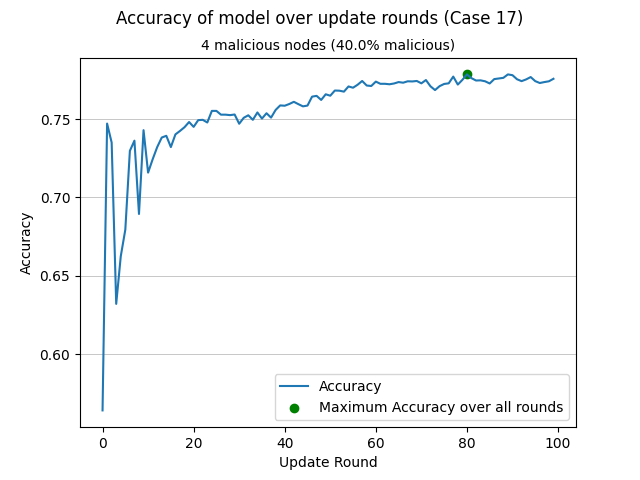 Accuracy of model over update rounds (Case 17)
4 malicious nodes (40.0% malicious)
0.75
0.70
0.65
0.60
Accuracy
Accuracy
Maximum Accuracy over all rounds
0
20
40
60
80
100
Update Round